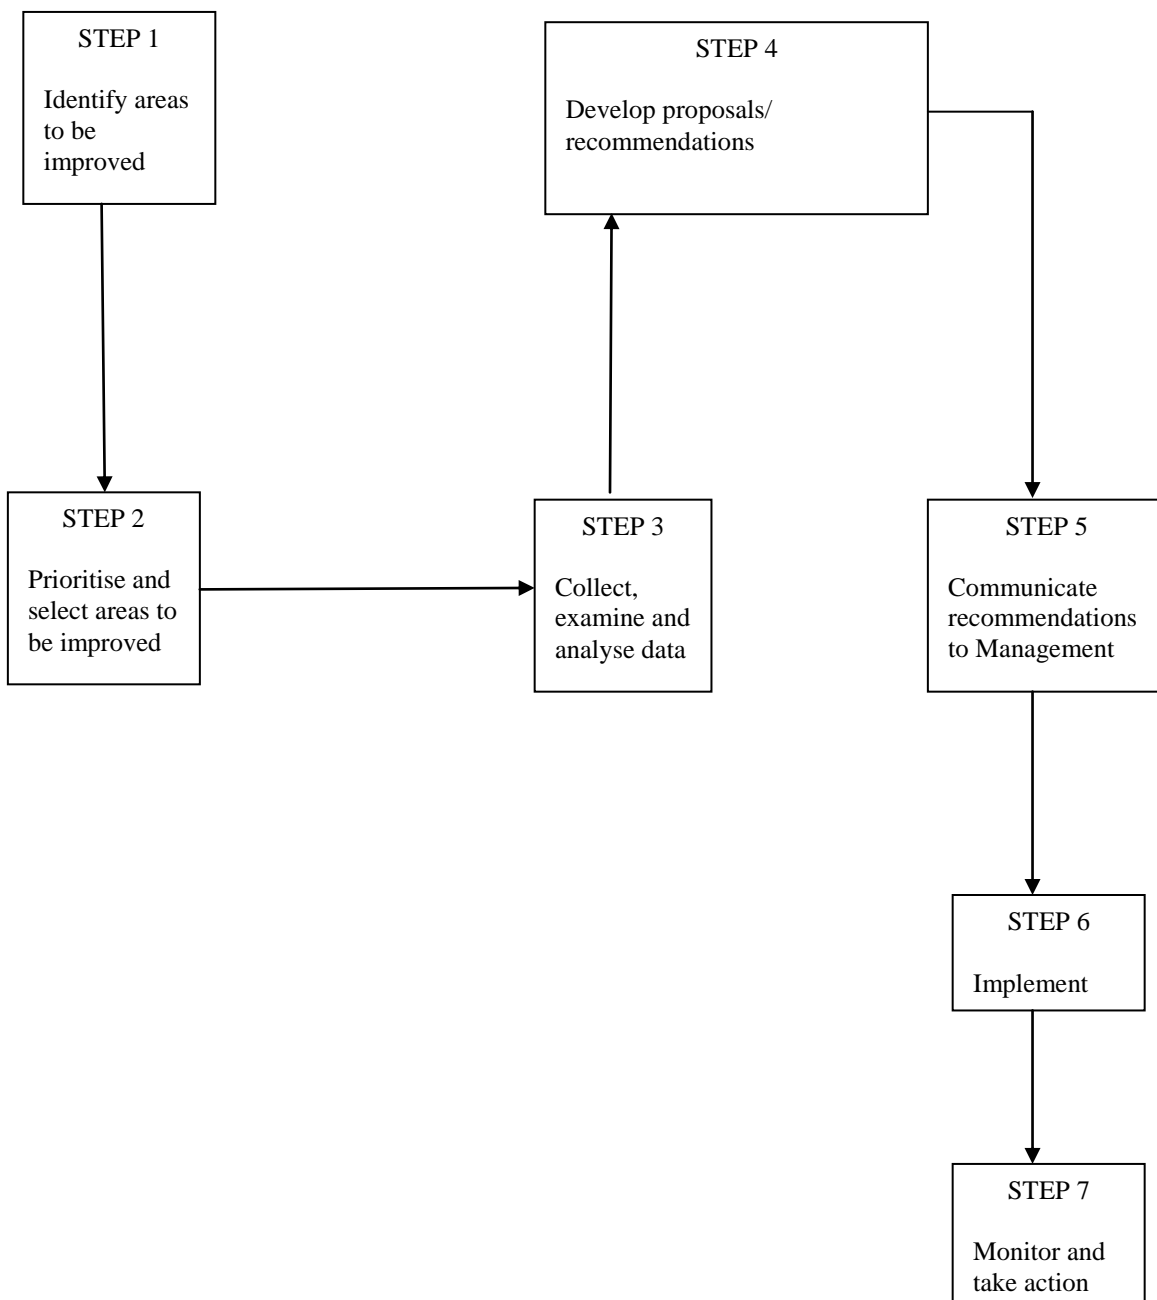 STEP 1
Identify areas
to be
improved
STEP 2
Prioritise and
select areas to
be improved
STEP 3
Collect,
examine and
analyse data
STEP 4
Develop proposals/
recommendations
STEP 5
Communicate
recommendations
to Management
STEP 6
Implement
STEP 7
Monitor and
take action